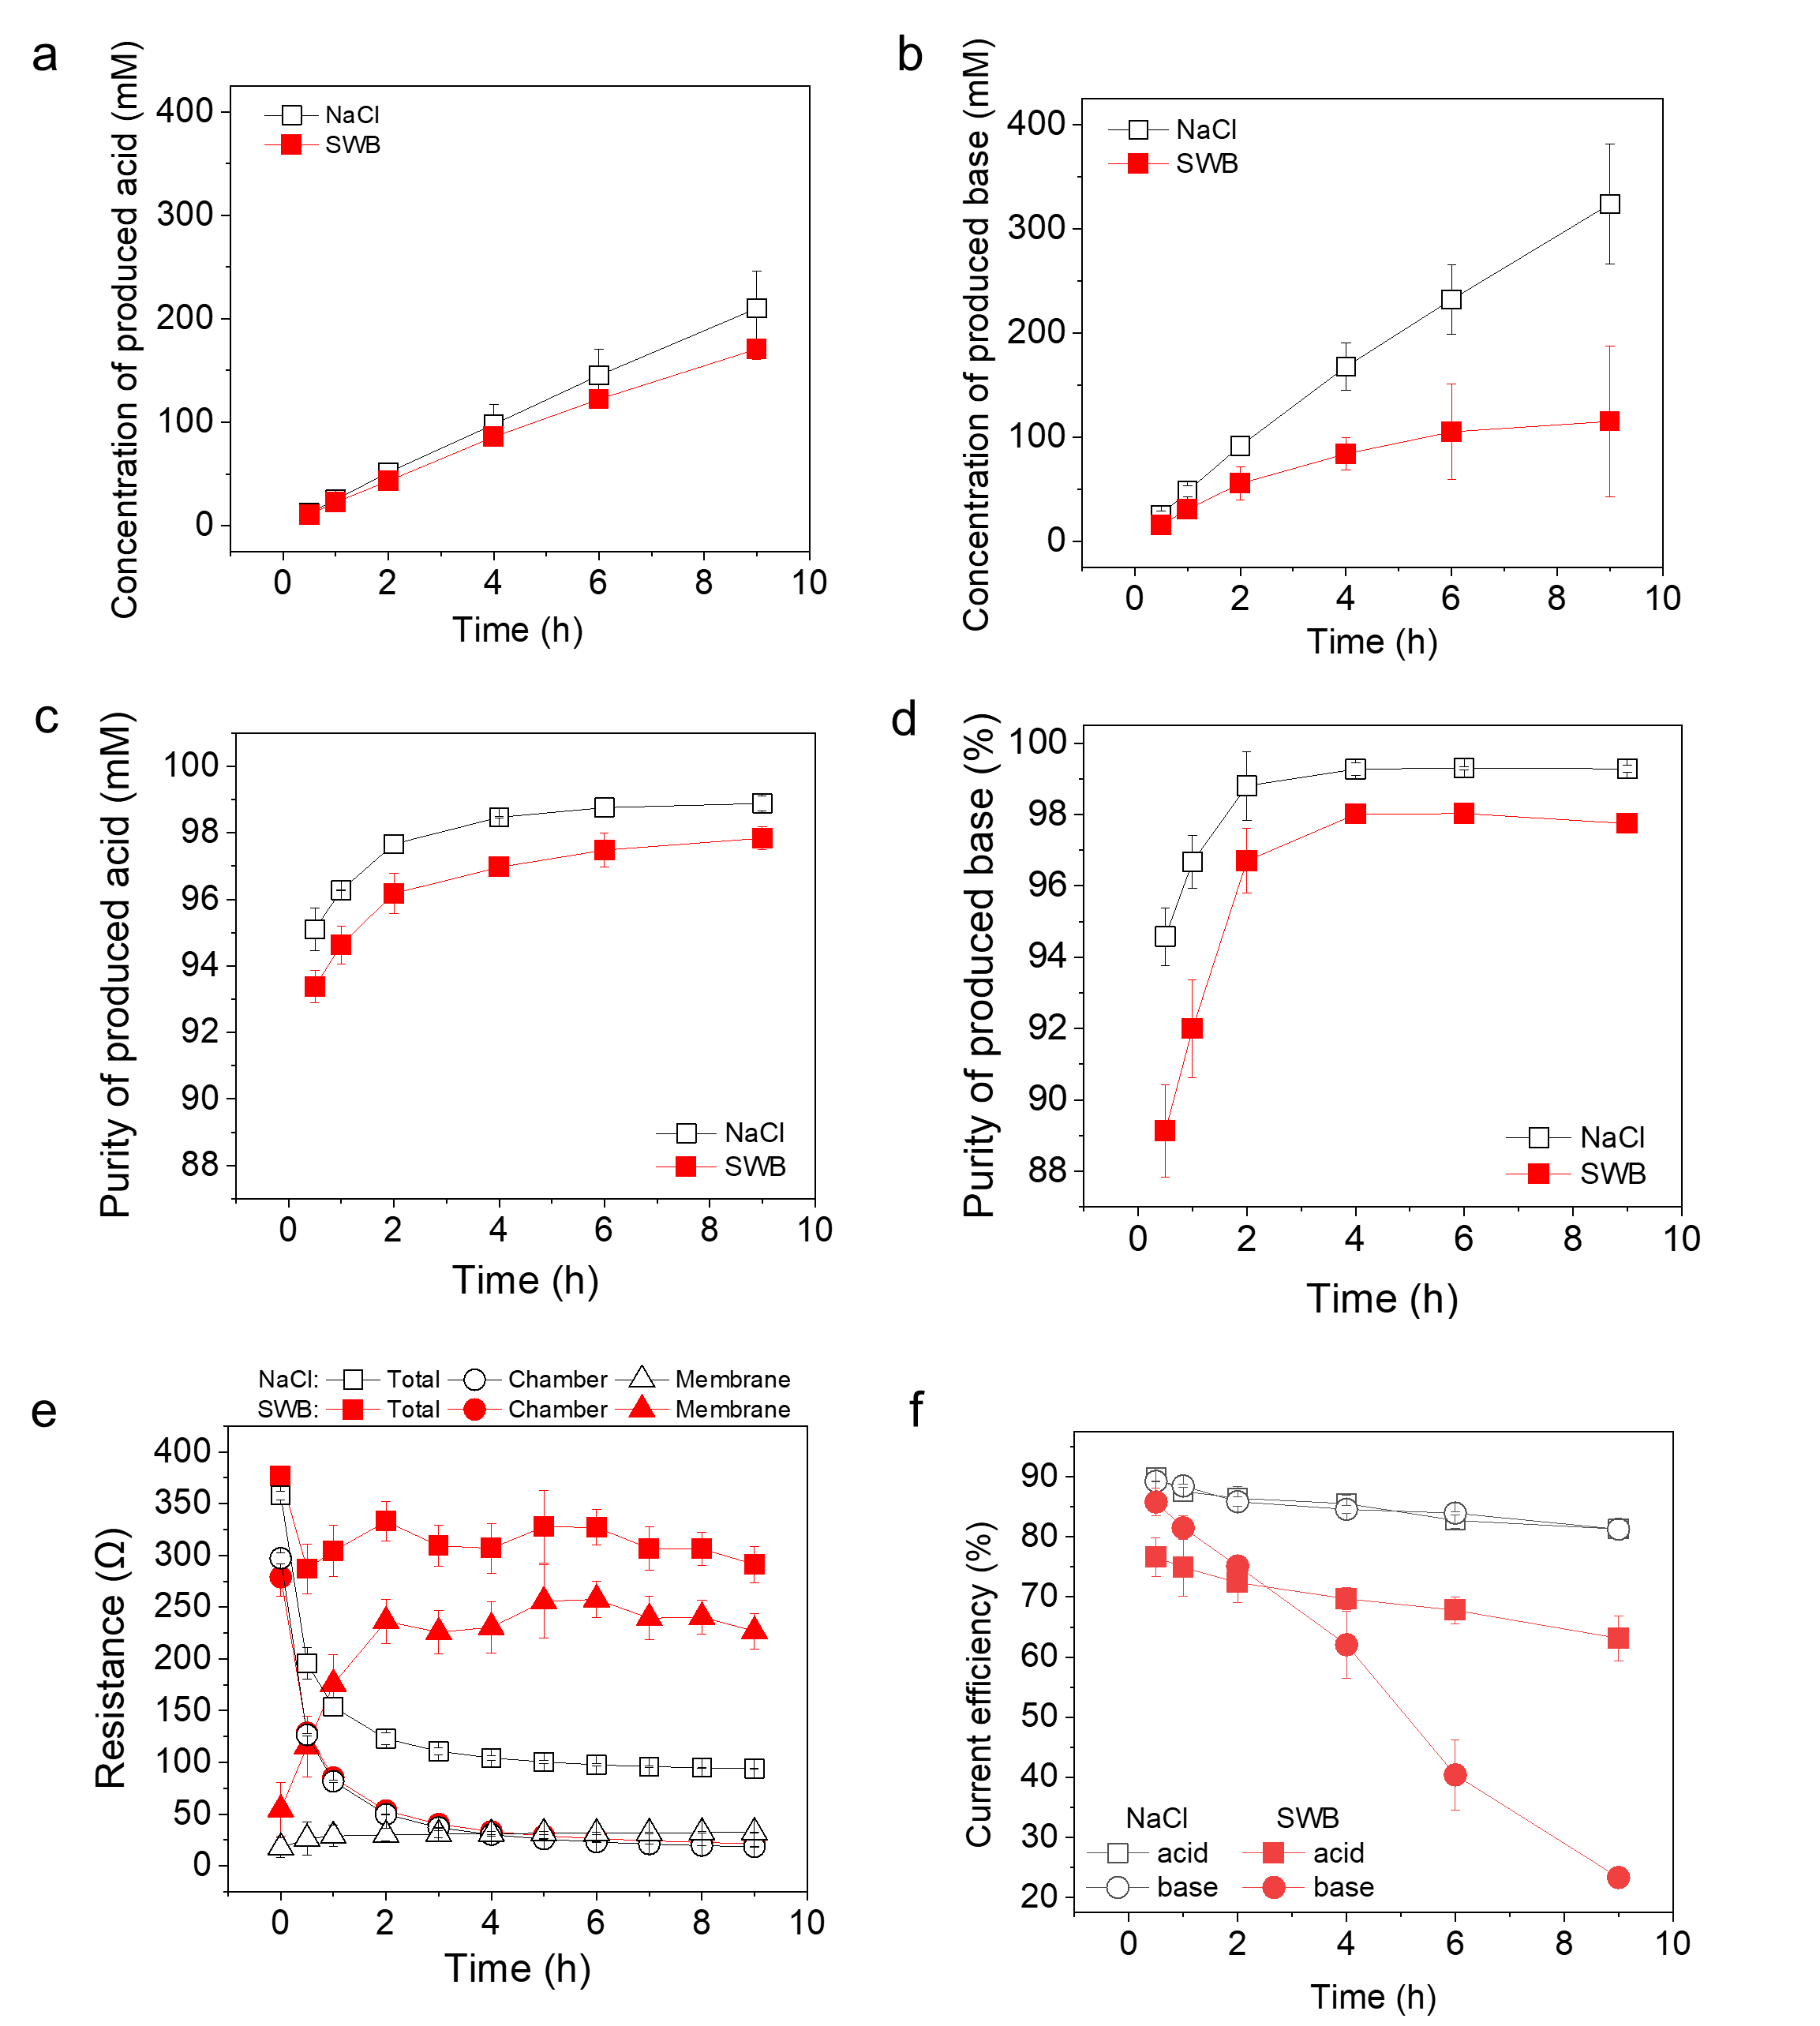 a
Concentration of produced acid (mM)
400
300
200
100
0
NaCl
SWB
0 2 4 6 8 10
Time (h)
b
Concentration of produced base (mM)
400
300
200
100
0
NaCl
SWB
0 2 4 6 8 10
Time (h)
c
Purity of produced acid (mM)
100
98
96
94
92
90
88
NaCl
SWB
0 2 4 6 8 10
Time (h)
d
Purity of produced base (%)
100
98
96
94
92
90
88
NaCl
SWB
0 2 4 6 8 10
Time (h)
e
NaCl: Total Chamber Membrane
SWB: Total Chamber Membrane
Resistance (Ω)
400
350
300
250
200
150
100
50
0
0 2 4 6 8 10
Time (h)
f
Current efficiency (%)
90
80
70
60
50
40
30
20
NaCl SWB
acid acid
base base
0 2 4 6 8 10
Time (h)